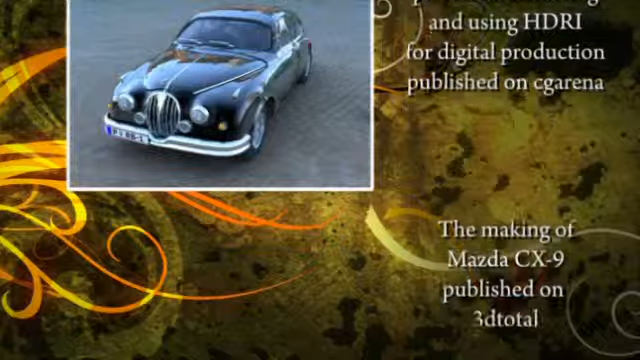 and using HDRI
for digital production
published on cgarena
The making of
Mazda CX-9
published on
3dtotal